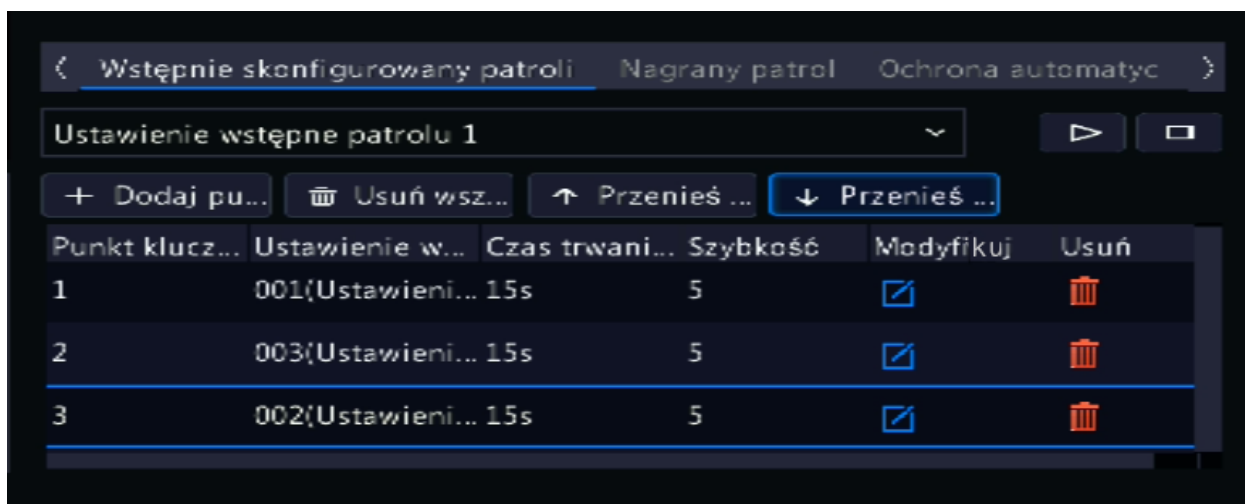 Wstępnie skonfigurowany patroli Nagrany patrol Ochrona automatyc
Ustawienie wstępne patrolu 1
+ Dodaj pu... Usuń wsz... ↑ Przenieś ... ↓ Przenieś ...
Punkt klucz... Ustawienie w... Czas trwani... Szybkość Modyfikuj Usuń
1 001(Ustawieni... 15s 5
2 003(Ustawieni... 15s 5
3 002(Ustawieni... 15s 5